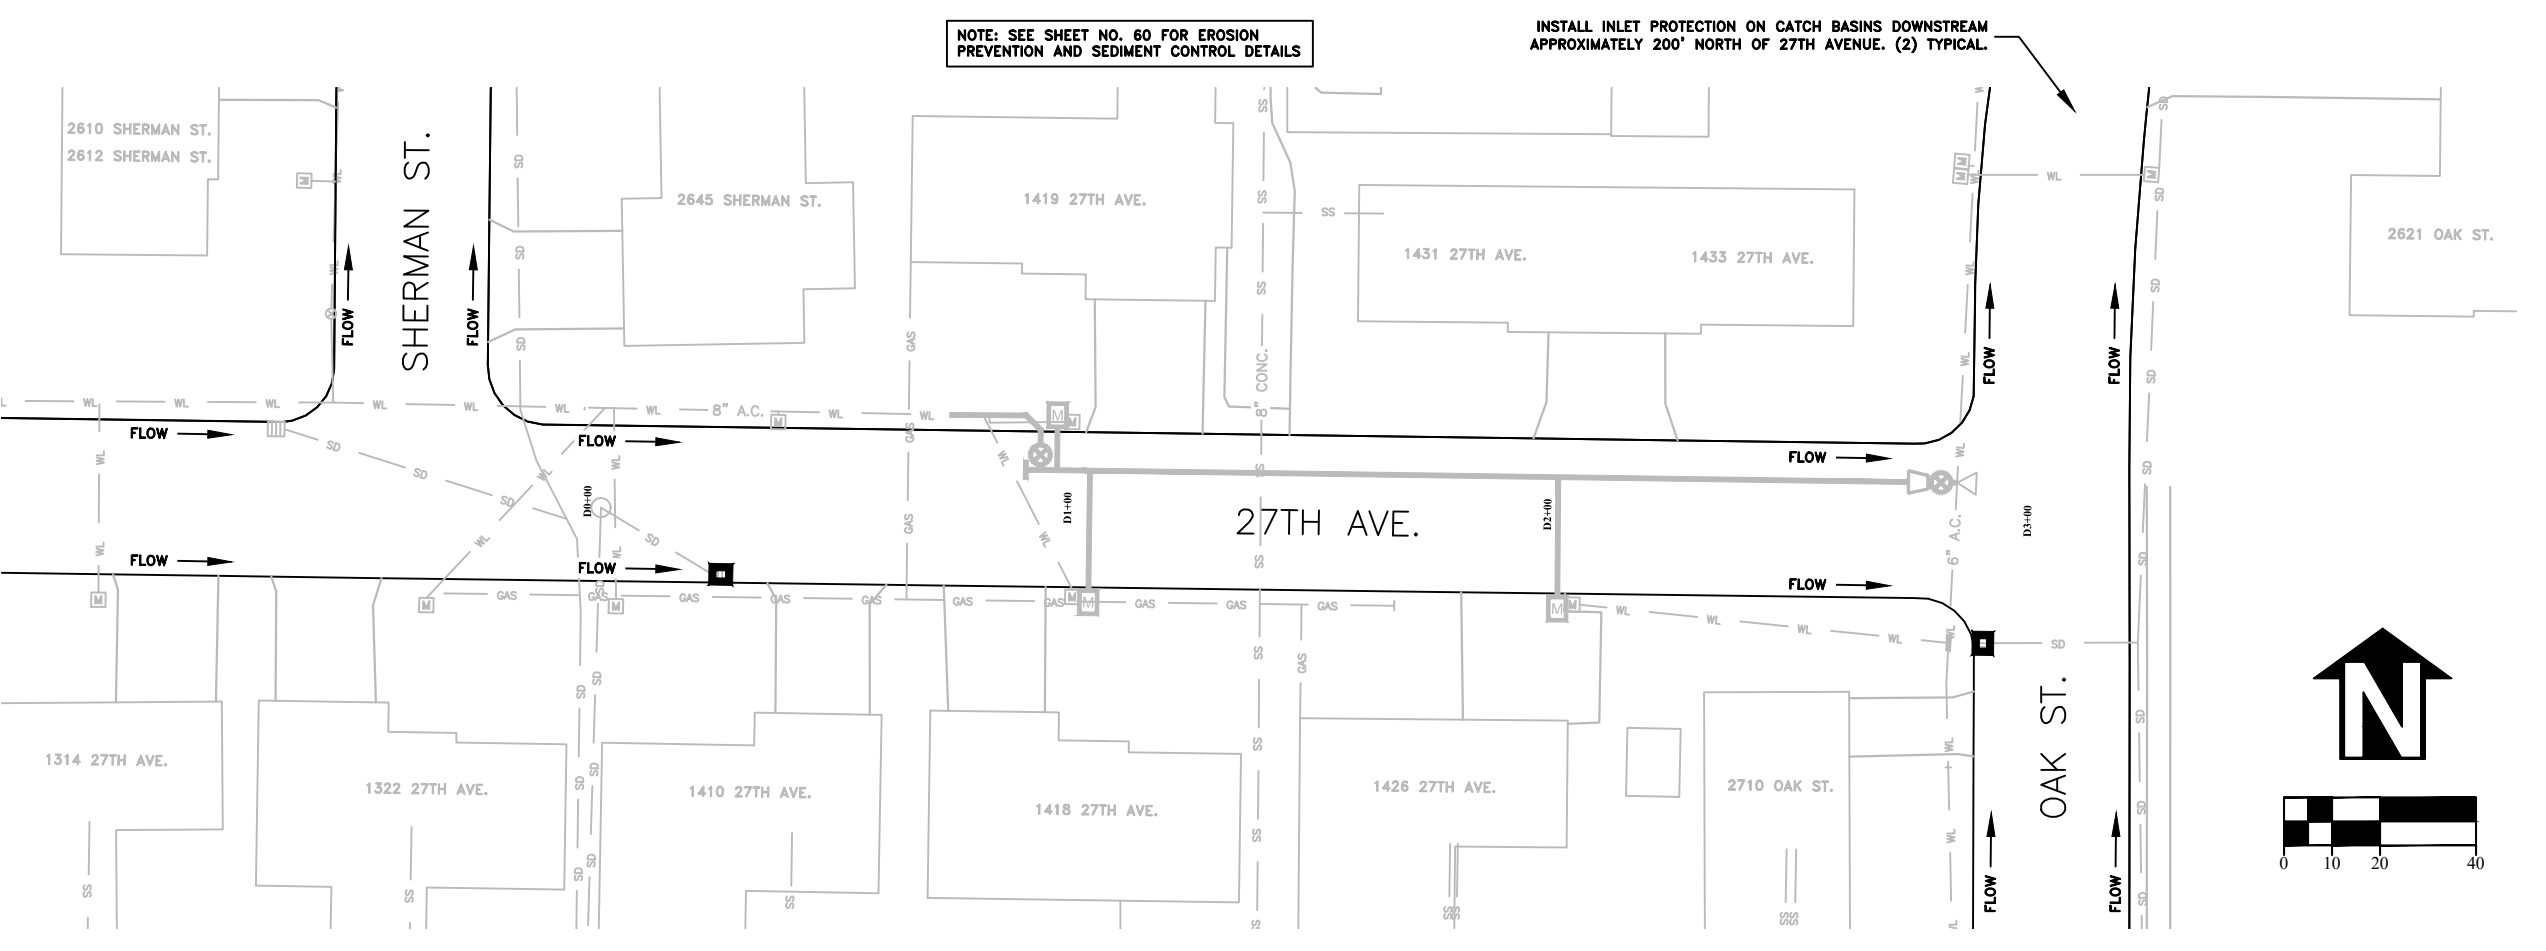 NOTE: SEE SHEET NO. 60 FOR EROSION
PREVENTION AND SEDIMENT CONTROL DETAILS
INSTALL INLET PROTECTION ON CATCH BASINS DOWNSTREAM
APPROXIMATELY 200' NORTH OF 27TH AVENUE. (2) TYPICAL.
2610 SHERMAN ST.
2612 SHERMAN ST.
SHERMAN ST.
2645 SHERMAN ST.
1419 27TH AVE.
1431 27TH AVE.
1433 27TH AVE.
2621 OAK ST.
FLOW
FLOW
FLOW
FLOW
8" CONC.
8" A.C.
FLOW
FLOW
FLOW
D0+00
D1+00
27TH AVE.
D2+00
D3+00
6" A.C.
FLOW
FLOW
FLOW
OAK ST.
1314 27TH AVE.
1322 27TH AVE.
1410 27TH AVE.
1418 27TH AVE.
1426 27TH AVE.
2710 OAK ST.
FLOW
FLOW
N
0 10 20 40
WL
SD
SS
GAS
M